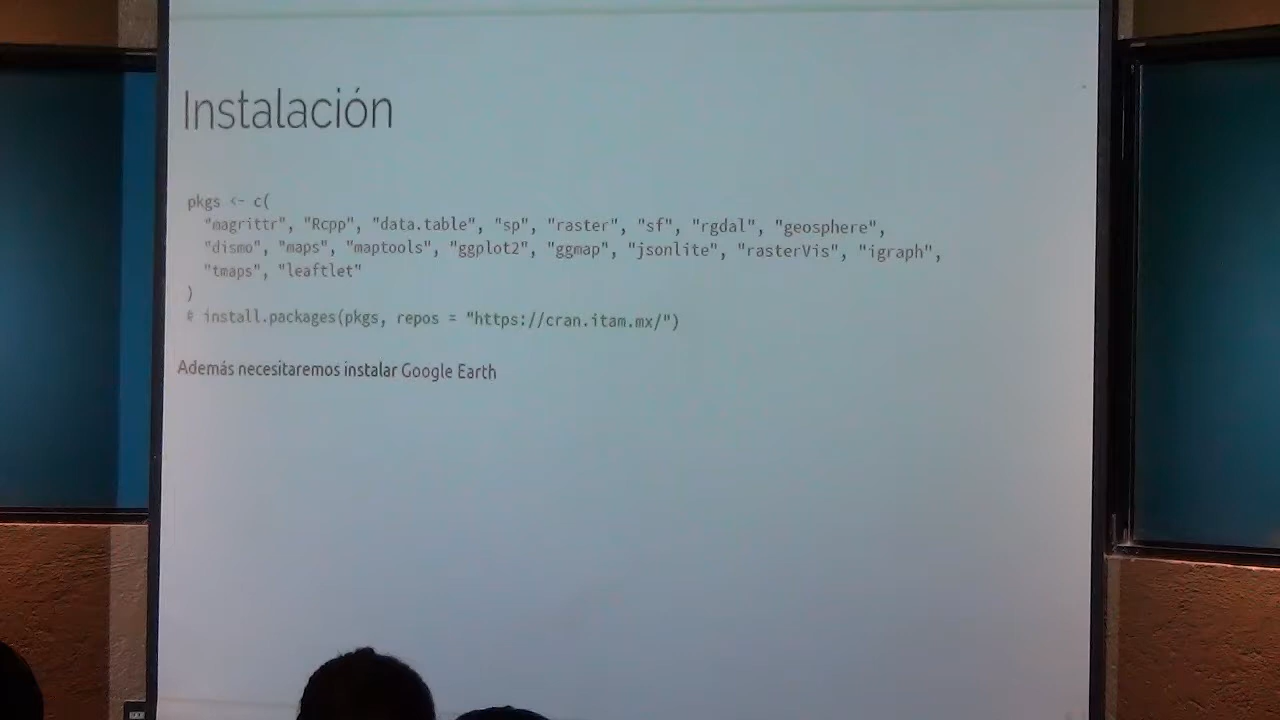 Instalación
pkgs <- c(
"magrittr", "Rcpp", "data.table", "sp", "raster", "sf", "rgdal", "geosphere",
"dismo", "maps", "maptools", "ggplot2", "ggmap", "jsonlite", "rasterVis", "igraph",
"tmaps", "leaftlet"
)
# install.packages(pkgs, repos = "https://cran.itam.mx/")
Además necesitaremos instalar Google Earth